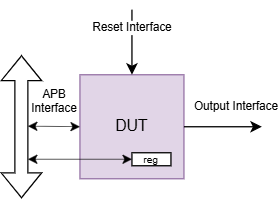 Reset Interface
APB
Interface
Output Interface
DUT
reg